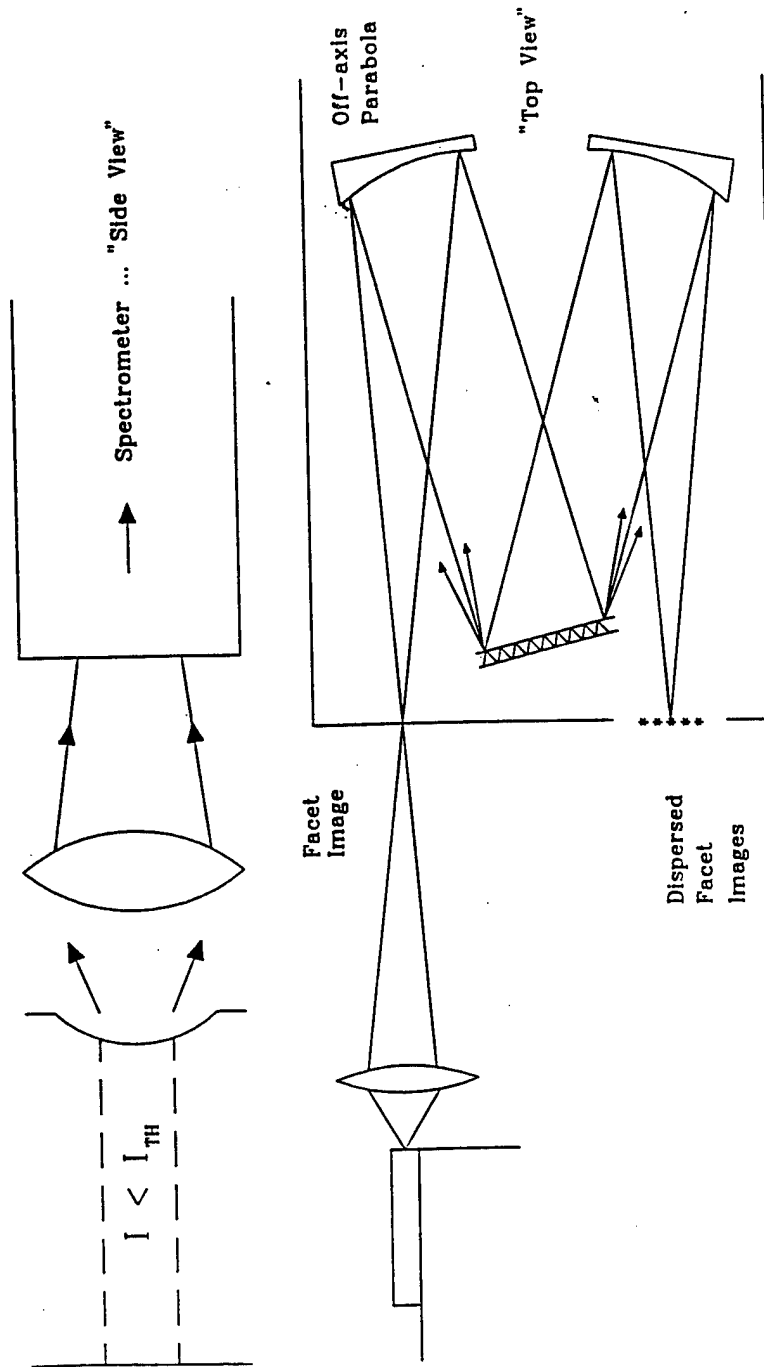 I < I_TH
Spectrometer ... "Side View"
Facet
Image
Off-axis
Parabola
"Top View"
Dispersed
Facet
Images